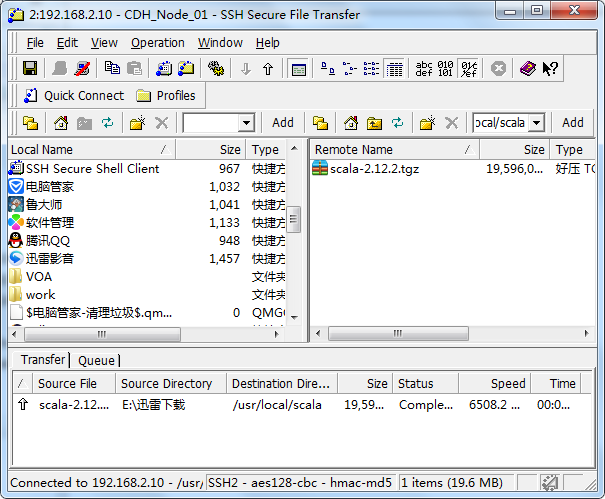 2:192.168.2.10 - CDH_Node_01 - SSH Secure File Transfer
File Edit View Operation Window Help
abc def 010 101
Quick Connect Profiles
Add ocal/scala Add
Local Name / Size Type
Remote Name / Size Type
SSH Secure Shell Client 967 快捷方
电脑管家 1,032 快捷方
鲁大师 1,041 快捷方
软件管理 1,133 快捷方
腾讯QQ 948 快捷方
迅雷影音 1,457 快捷方
VOA 文件夹
work 文件夹
$电脑管家-清理垃圾$.qm... 0 QMG
scala-2.12.2.tgz 19,596,0... 好压 TG
Transfer Queue
/ Source File Source Directory Destination Dire... Size Status Speed Time
scala-2.12.... E:\迅雷下载 /usr/local/scala 19,59... Comple... 6508.2 ... 00:0...
Connected to 192.168.2.10 - /usr/ SSH2 - aes128-cbc - hmac-md5 1 items (19.6 MB)